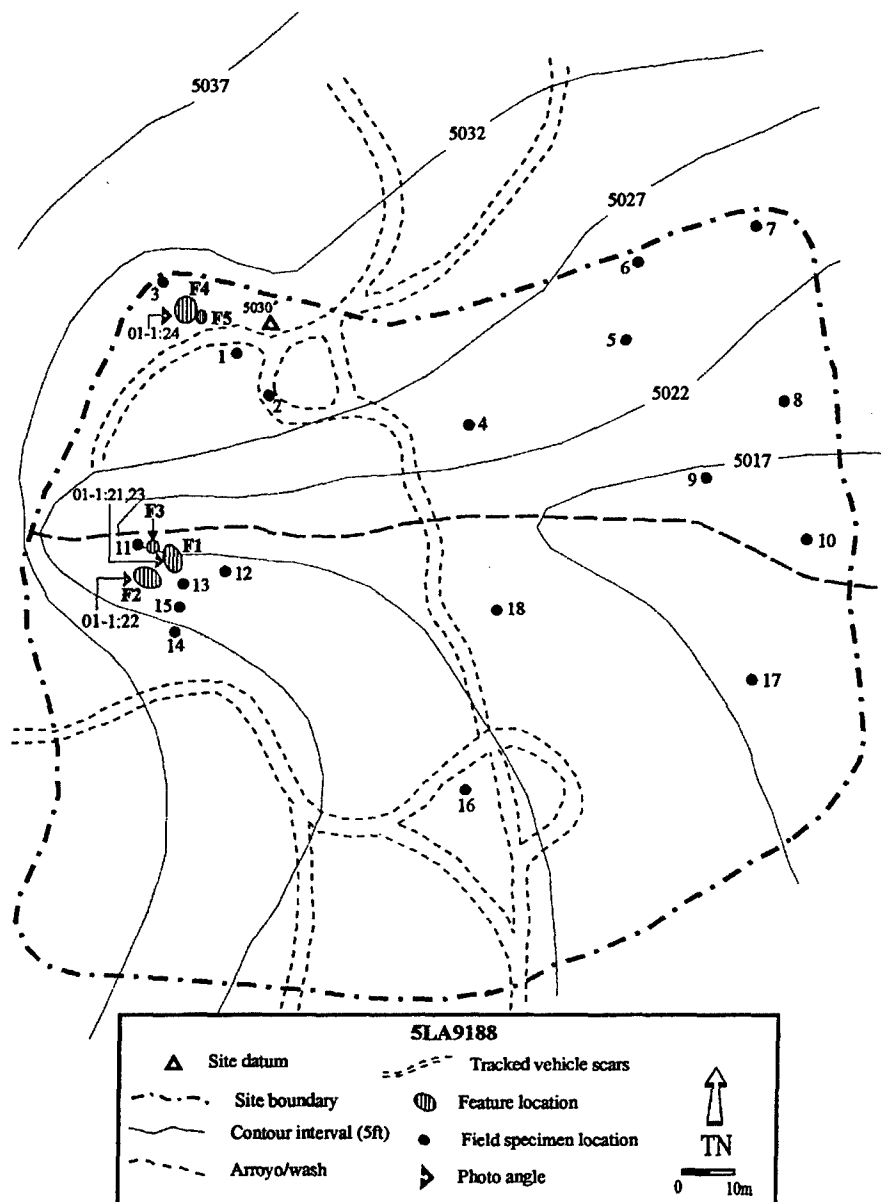 5037
5032
5027
7
6
3
F4
5030'
F5
01-1:24
5
1
5022
2
8
4
5017
9
01-1:21,23
F3
11
F1
10
12
13
F2
15
18
01-1:22
14
17
16
5LA9188
Site datum
Tracked vehicle scars
Site boundary
Feature location
Contour interval (5ft)
Field specimen location
TN
Arroyo/wash
Photo angle
0 10m